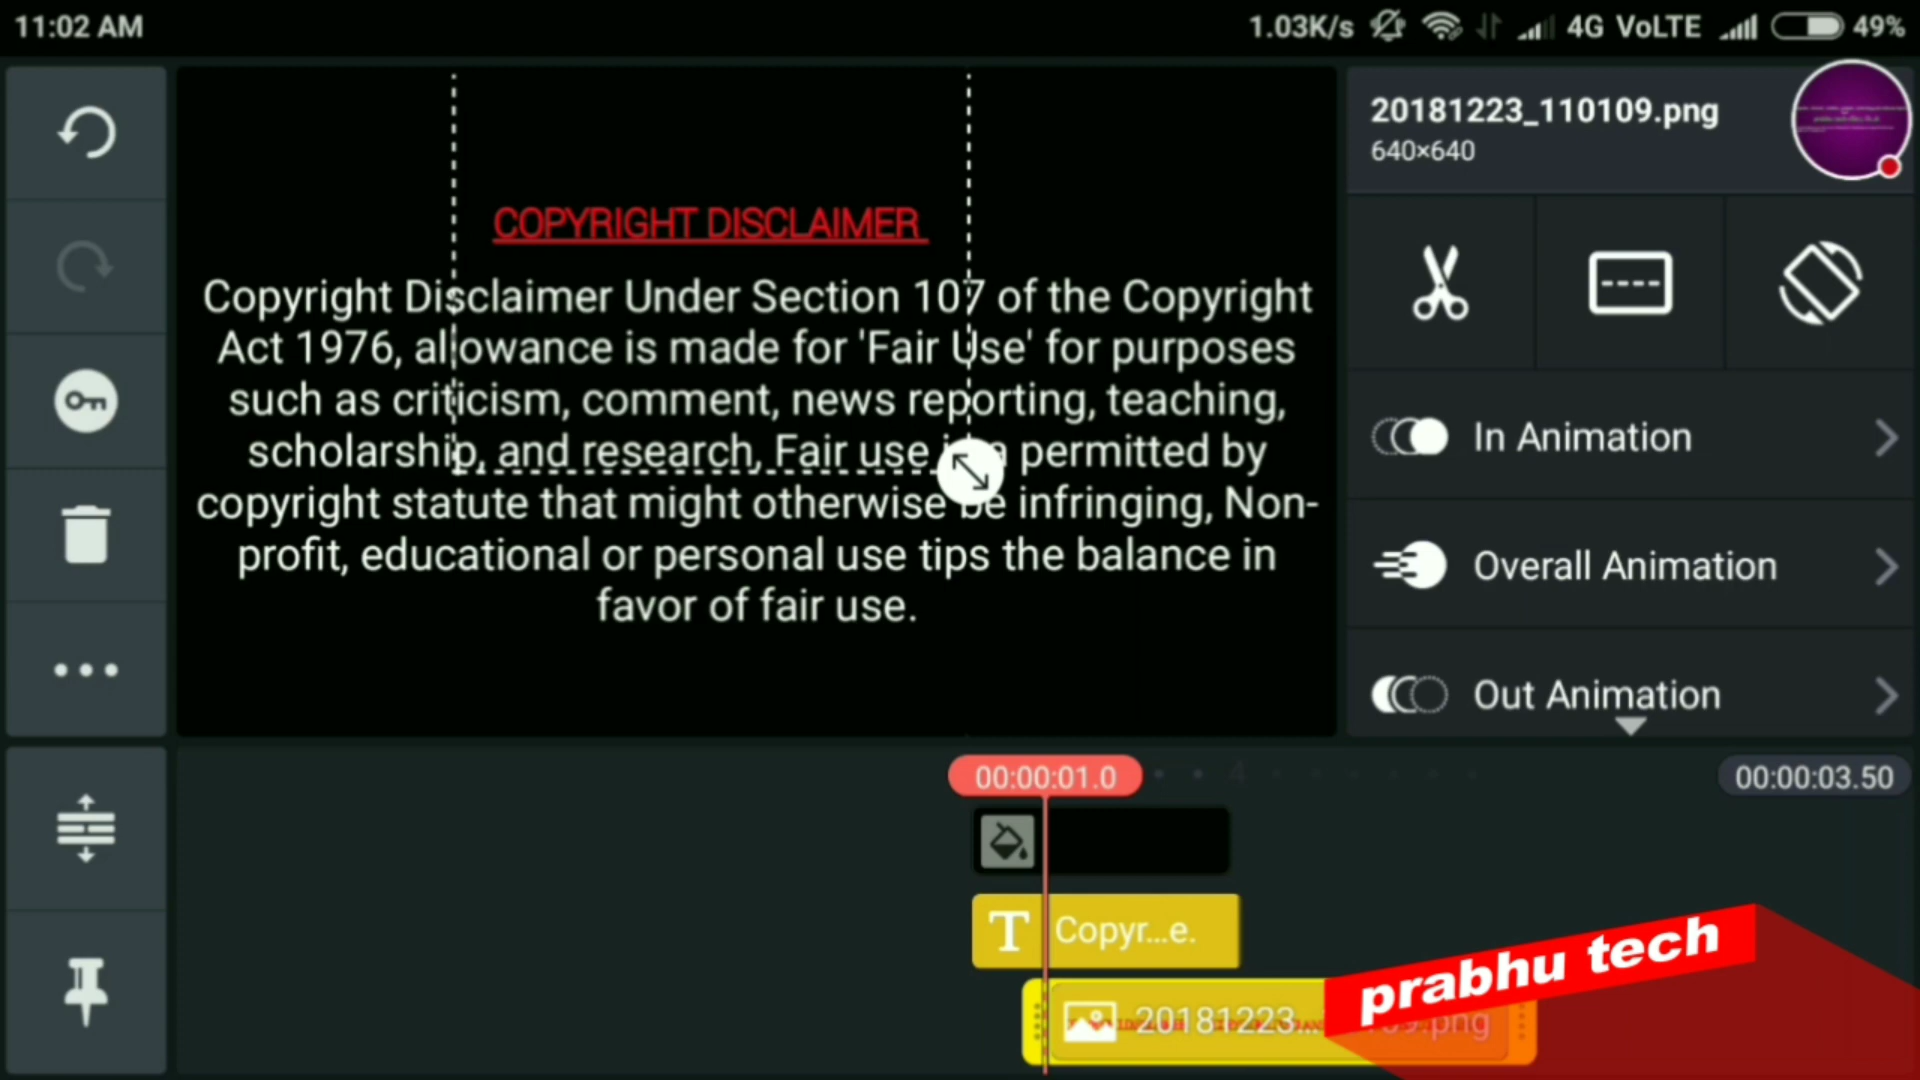 11:02 AM
1.03K/s 4G VoLTE 49%
20181223_110109.png
640×640
COPYRIGHT DISCLAIMER
Copyright Disclaimer Under Section 107 of the Copyright
Act 1976, allowance is made for 'Fair Use' for purposes
such as criticism, comment, news reporting, teaching,
scholarship, and research, Fair use permitted by
copyright statute that might otherwise be infringing, Non-
profit, educational or personal use tips the balance in
favor of fair use.
In Animation
Overall Animation
Out Animation
00:00:01.0
4
00:00:03.50
T Copyr...e.
prabhu tech
20181223...109.png